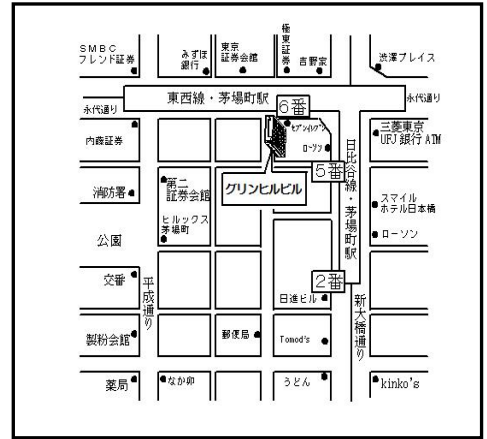 SMBC
フレンド証券
みずほ
銀行
東京
証券会館
極東証券
吉野家
渋澤プレイス
永代通り
東西線・茅場町駅
永代通り
6番
内藤証券
セブンイレブン
ローソン
三菱東京
UFJ銀行ATM
日比谷線・茅場町駅
5番
消防署
第二
証券会館
グリンヒルビル
スマイル
ホテル日本橋
ヒルックス
茅場町
ローソン
公園
2番
交番
平成通り
日進ビル
新大橋通り
製粉会館
郵便局
Tomod's
薬局
なか卯
うどん
kinko's